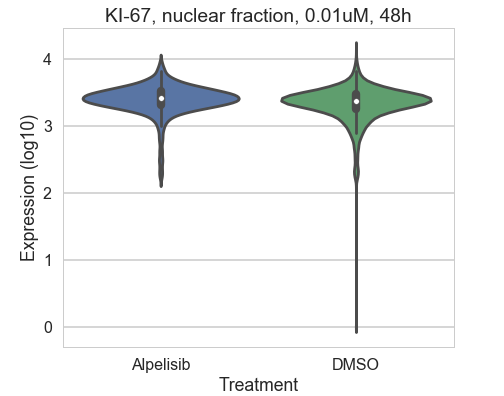 KI-67, nuclear fraction, 0.01uM, 48h
4
3
2
1
0
Expression (log10)
Alpelisib DMSO
Treatment